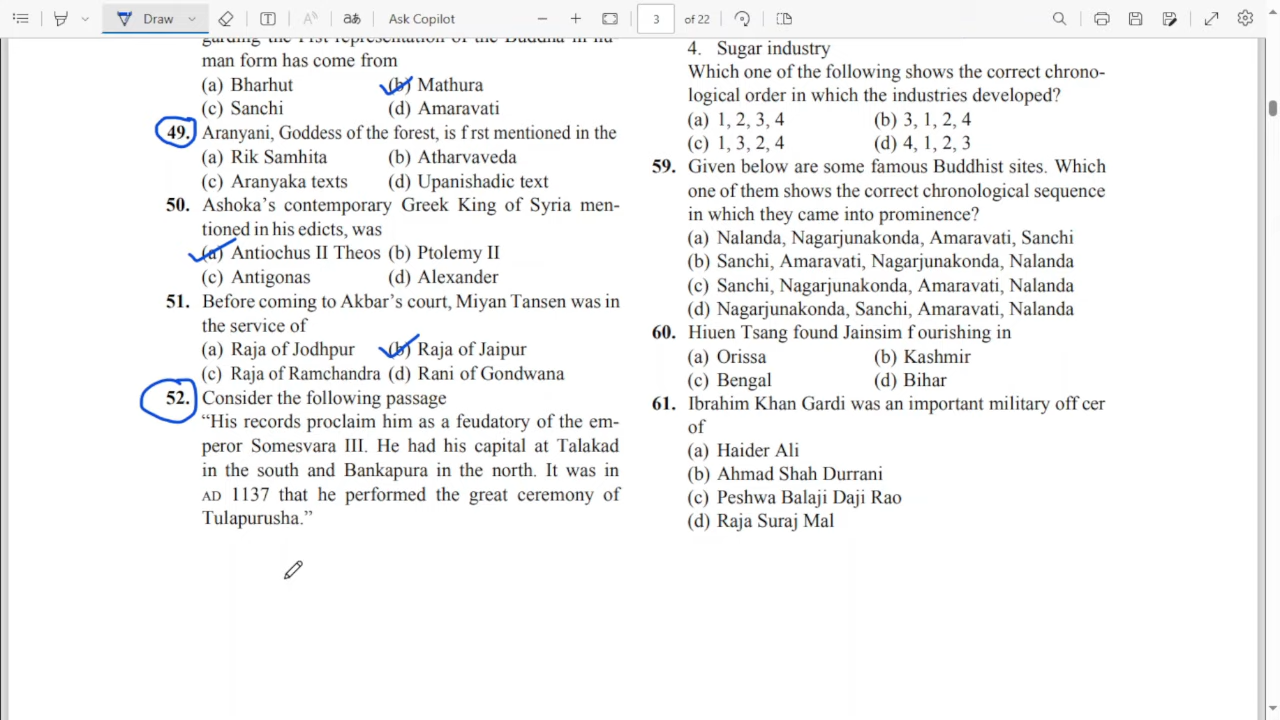 Draw
Ask Copilot
3
of 22
garding the f rst representation of the Buddha in hu-
man form has come from
(a) Bharhut (b) Mathura
(c) Sanchi (d) Amaravati
49. Aranyani, Goddess of the forest, is f rst mentioned in the
(a) Rik Samhita (b) Atharvaveda
(c) Aranyaka texts (d) Upanishadic text
50. Ashoka's contemporary Greek King of Syria men-
tioned in his edicts, was
(a) Antiochus II Theos (b) Ptolemy II
(c) Antigonas (d) Alexander
51. Before coming to Akbar's court, Miyan Tansen was in
the service of
(a) Raja of Jodhpur (b) Raja of Jaipur
(c) Raja of Ramchandra (d) Rani of Gondwana
52. Consider the following passage
“His records proclaim him as a feudatory of the em-
peror Somesvara III. He had his capital at Talakad
in the south and Bankapura in the north. It was in
AD 1137 that he performed the great ceremony of
Tulapurusha.”
4. Sugar industry
Which one of the following shows the correct chrono-
logical order in which the industries developed?
(a) 1, 2, 3, 4 (b) 3, 1, 2, 4
(c) 1, 3, 2, 4 (d) 4, 1, 2, 3
59. Given below are some famous Buddhist sites. Which
one of them shows the correct chronological sequence
in which they came into prominence?
(a) Nalanda, Nagarjunakonda, Amaravati, Sanchi
(b) Sanchi, Amaravati, Nagarjunakonda, Nalanda
(c) Sanchi, Nagarjunakonda, Amaravati, Nalanda
(d) Nagarjunakonda, Sanchi, Amaravati, Nalanda
60. Hiuen Tsang found Jainsim f ourishing in
(a) Orissa (b) Kashmir
(c) Bengal (d) Bihar
61. Ibrahim Khan Gardi was an important military off cer
of
(a) Haider Ali
(b) Ahmad Shah Durrani
(c) Peshwa Balaji Daji Rao
(d) Raja Suraj Mal